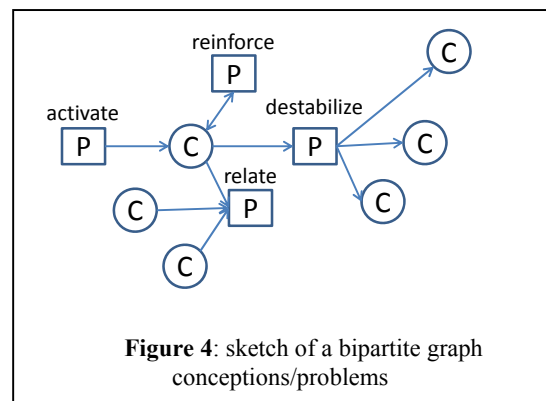 reinforce
C
P
activate
destabilize
P
C
P
C
relate
C
C
P
C
Figure 4: sketch of a bipartite graph
conceptions/problems